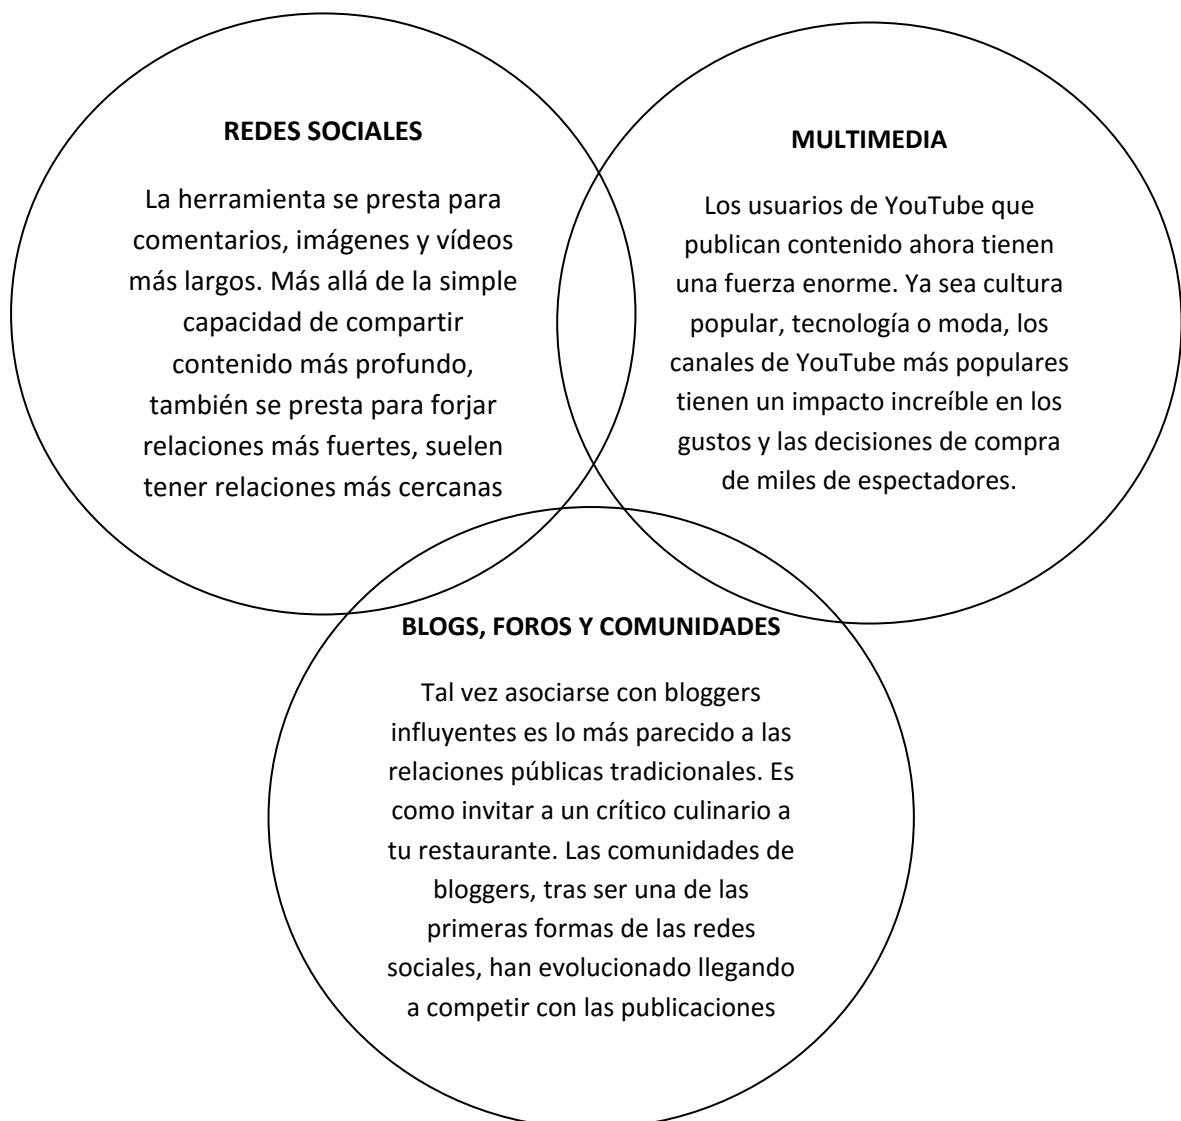 REDES SOCIALES
La herramienta se presta para
comentarios, imágenes y vídeos
más largos. Más allá de la simple
capacidad de compartir
contenido más profundo,
también se presta para forjar
relaciones más fuertes, suelen
tener relaciones más cercanas
MULTIMEDIA
Los usuarios de YouTube que
publican contenido ahora tienen
una fuerza enorme. Ya sea cultura
popular, tecnología o moda, los
canales de YouTube más populares
tienen un impacto increíble en los
gustos y las decisiones de compra
de miles de espectadores.
BLOGS, FOROS Y COMUNIDADES
Tal vez asociarse con bloggers
influyentes es lo más parecido a las
relaciones públicas tradicionales. Es
como invitar a un crítico culinario a
tu restaurante. Las comunidades de
bloggers, tras ser una de las
primeras formas de las redes
sociales, han evolucionado llegando
a competir con las publicaciones